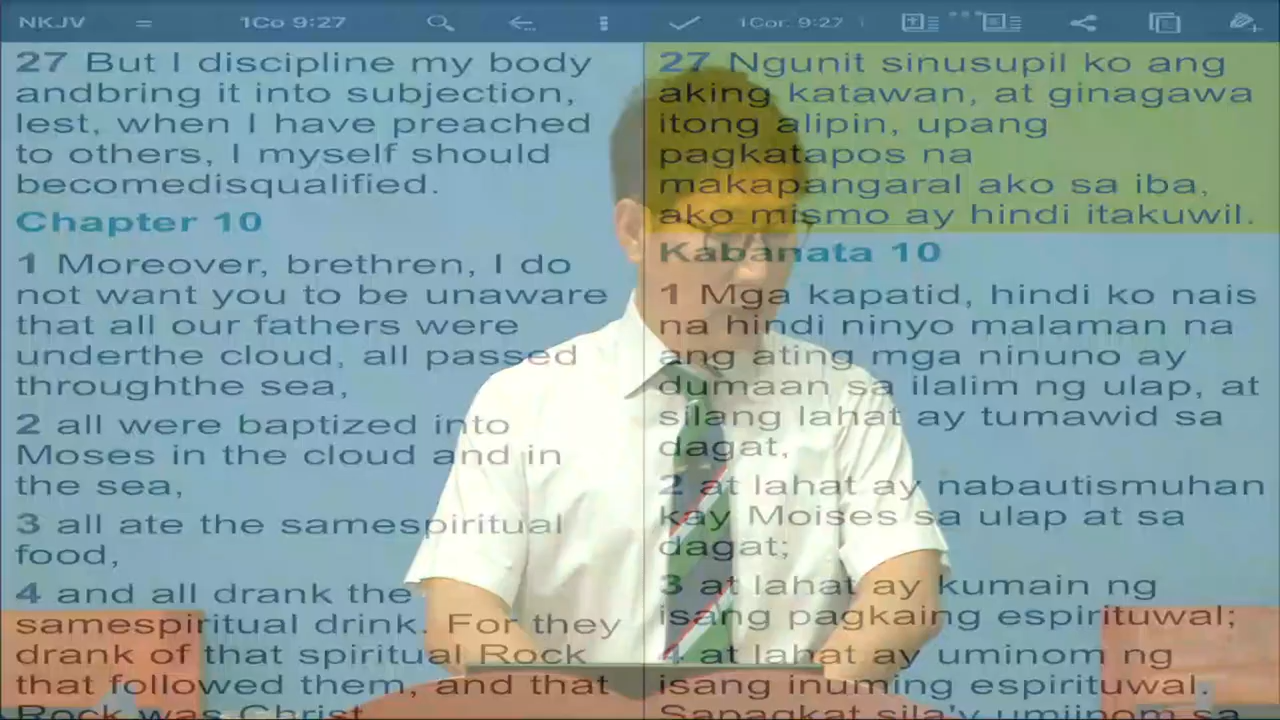 NKJV
1Co 9:27
27 But I discipline my body
andbring it into subjection,
lest, when I have preached
to others, I myself should
becomedisqualified.
Chapter 10
1 Moreover, brethren, I do
not want you to be unaware
that all our fathers were
underthe cloud, all passed
throughthe sea,
2 all were baptized into
Moses in the cloud and in
the sea,
3 all ate the samespiritual
food,
4 and all drank the
samespiritual drink. For they
drank of that spiritual Rock
that followed them, and that
Rock was Christ
1Cor. 9:27
27 Ngunit sinusupil ko ang
aking katawan, at ginagawa
itong alipin, upang
pagkatapos na
makapangaral ako sa iba,
ako mismo ay hindi itakuwil.
Kabanata 10
1 Mga kapatid, hindi ko nais
na hindi ninyo malaman na
ang ating mga ninuno ay
dumaan sa ilalim ng ulap, at
silang lahat ay tumawid sa
dagat,
2 at lahat ay nabautismuhan
kay Moises sa ulap at sa
dagat;
3 at lahat ay kumain ng
isang pagkaing espirituwal;
4 at lahat ay uminom ng
isang inuming espirituwal.
Sapagkat sila'y umiinom sa